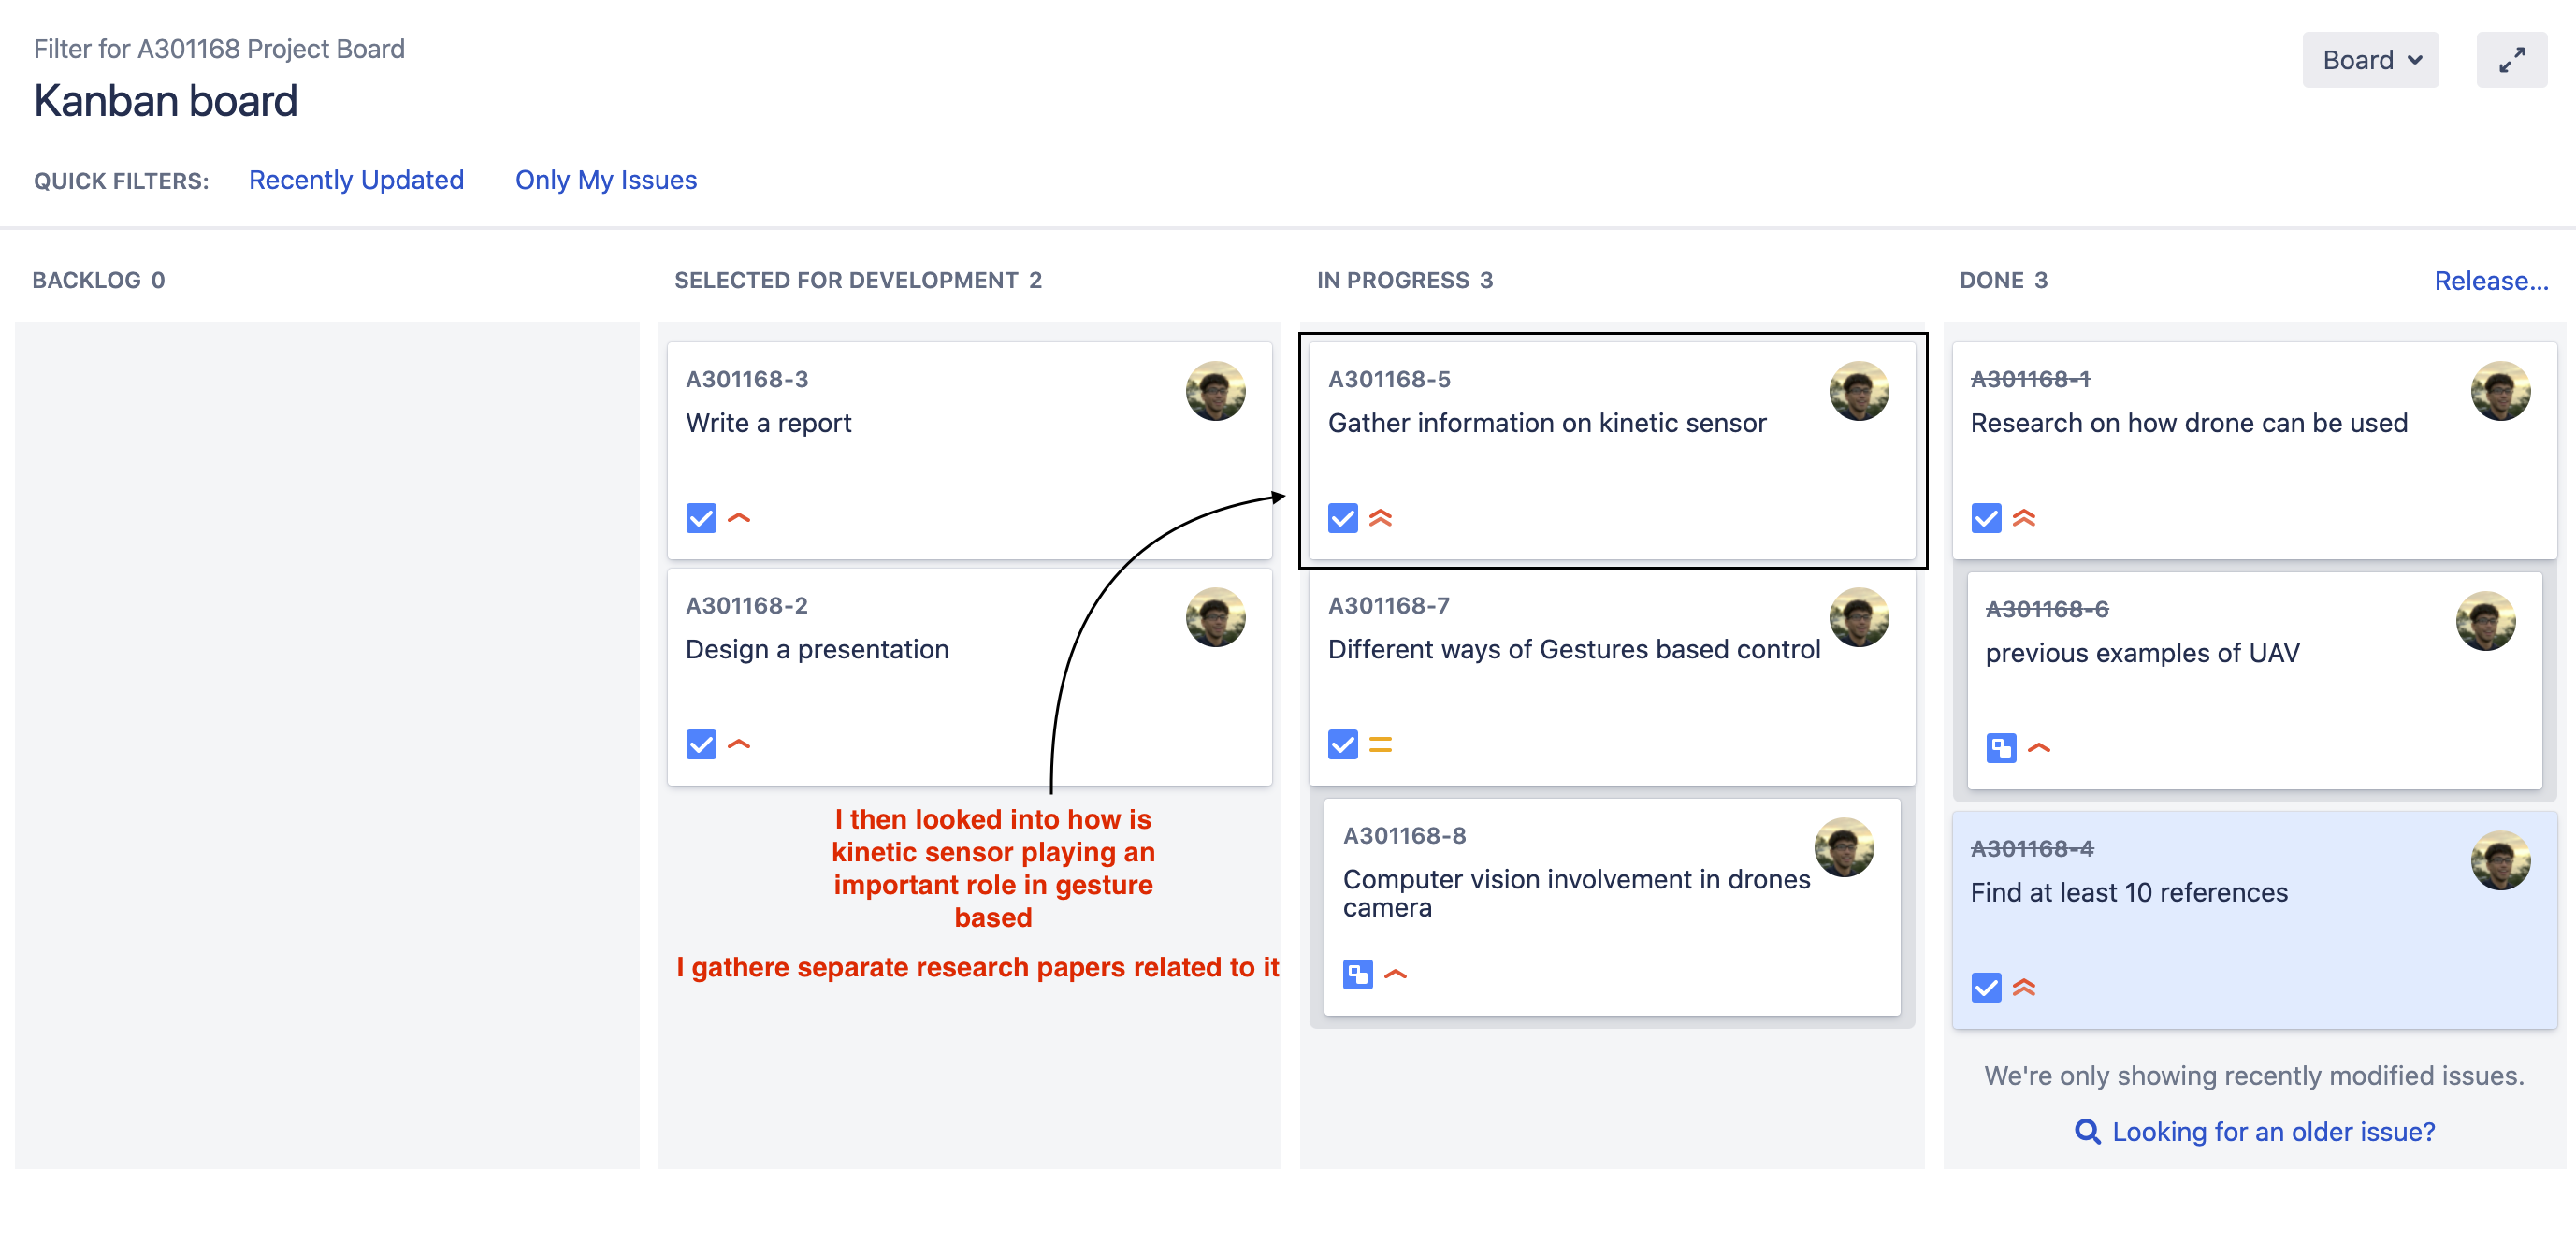 Filter for A301168 Project Board
Kanban board
Board
QUICK FILTERS:
Recently Updated
Only My Issues
BACKLOG 0
SELECTED FOR DEVELOPMENT 2
IN PROGRESS 3
DONE 3
Release...
A301168-3
Write a report
A301168-2
Design a presentation
I then looked into how is
kinetic sensor playing an
important role in gesture
based
I gathere separate research papers related to it
A301168-5
Gather information on kinetic sensor
A301168-7
Different ways of Gestures based control
A301168-8
Computer vision involvement in drones
camera
A301168-1
Research on how drone can be used
A301168-6
previous examples of UAV
A301168-4
Find at least 10 references
We're only showing recently modified issues.
Looking for an older issue?